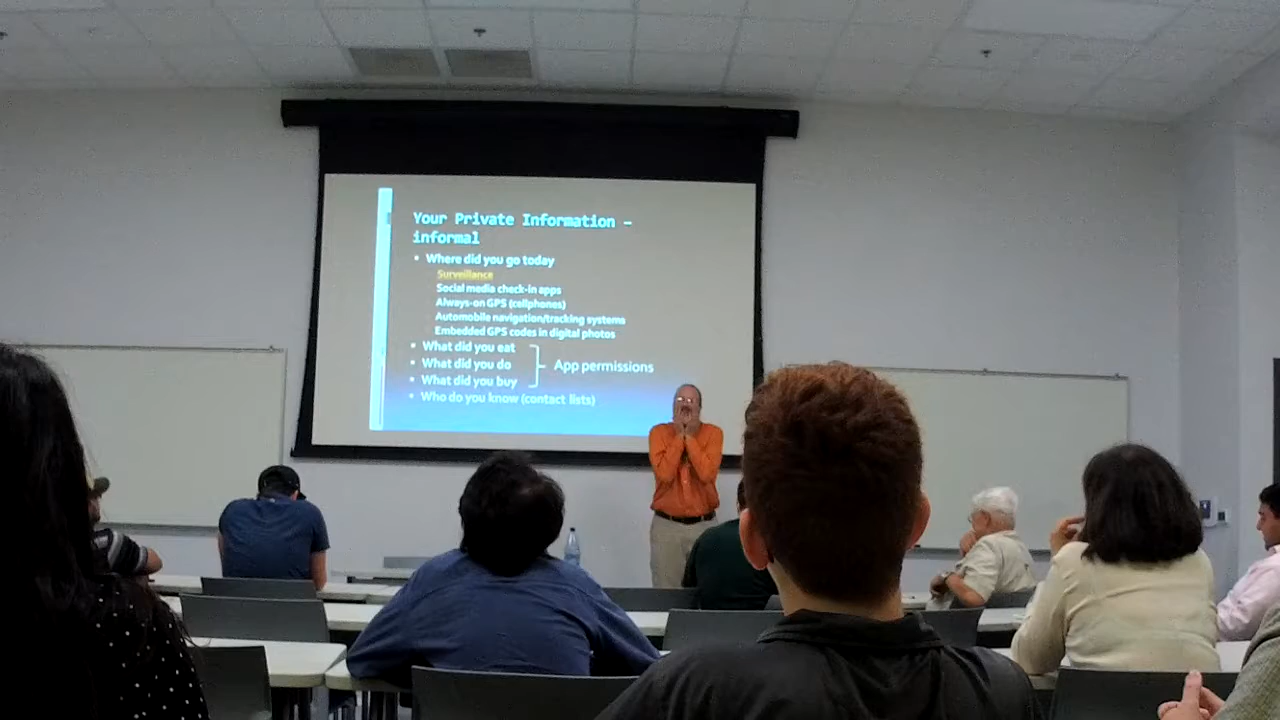 Your Private Information –
informal
• Where did you go today
Surveillance
Social media check-in apps
Always-on GPS (cellphones)
Automobile navigation/tracking systems
Embedded GPS codes in digital photos
• What did you eat
• What did you do
• What did you buy
App permissions
• Who do you know (contact lists)